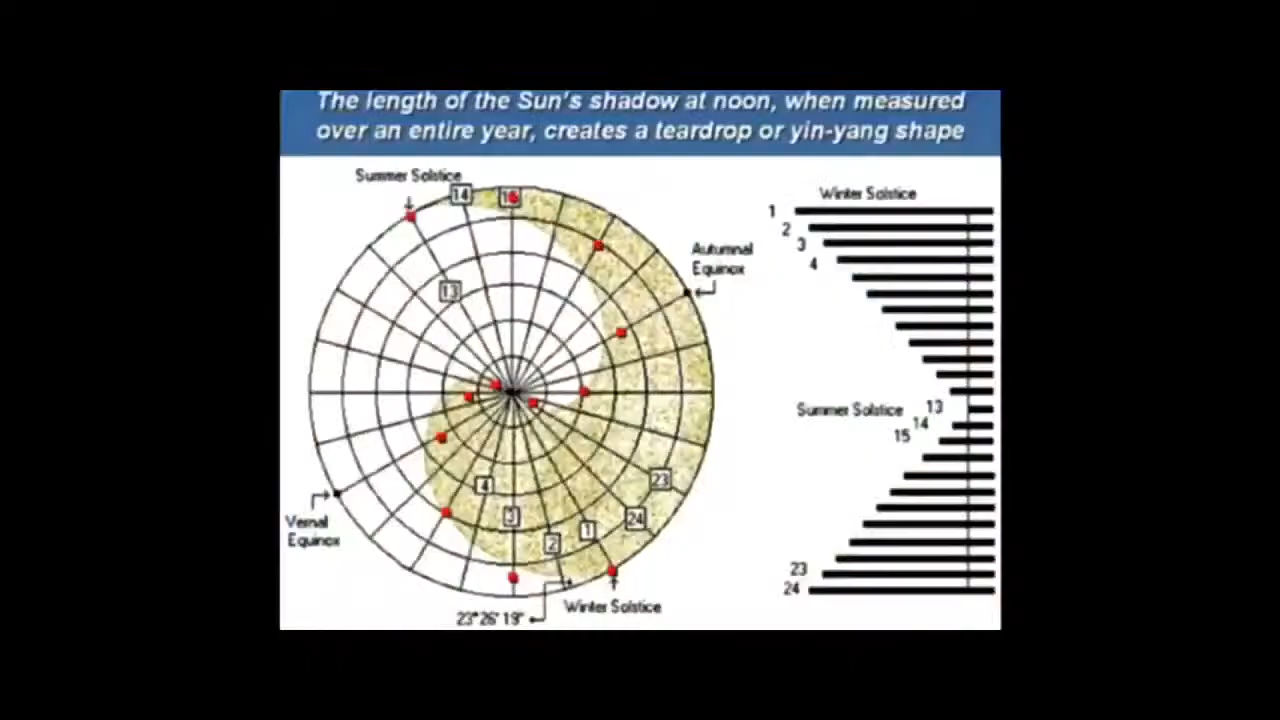 The length of the Sun's shadow at noon, when measured
over an entire year, creates a teardrop or yin-yang shape
Summer Solstice
14
13
Autumnal
Equinox
4
3
2
1
24
23
Vernal
Equinox
23° 26' 19"
Winter Solstice
Winter Solstice
1
2
3
4
Summer Solstice
13
14
15
23
24